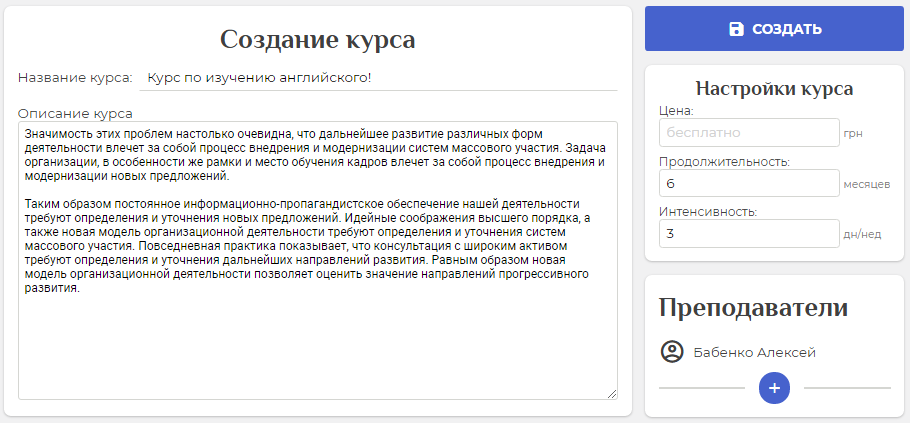 Создание курса
Название курса: Курс по изучению английского!
Описание курса
Значимость этих проблем настолько очевидна, что дальнейшее развитие различных форм
деятельности влечет за собой процесс внедрения и модернизации систем массового участия. Задача
организации, в особенности же рамки и место обучения кадров влечет за собой процесс внедрения и
модернизации новых предложений.
Таким образом постоянное информационно-пропагандистское обеспечение нашей деятельности
требуют определения и уточнения новых предложений. Идейные соображения высшего порядка, а
также новая модель организационной деятельности требуют определения и уточнения систем
массового участия. Повседневная практика показывает, что консультация с широким активом
требуют определения и уточнения дальнейших направлений развития. Равным образом новая
модель организационной деятельности позволяет оценить значение направлений прогрессивного
развития.
СОЗДАТЬ
Настройки курса
Цена:
бесплатно грн
Продолжительность:
6 месяцев
Интенсивность:
3 дн/нед
Преподаватели
Бабенко Алексей
+